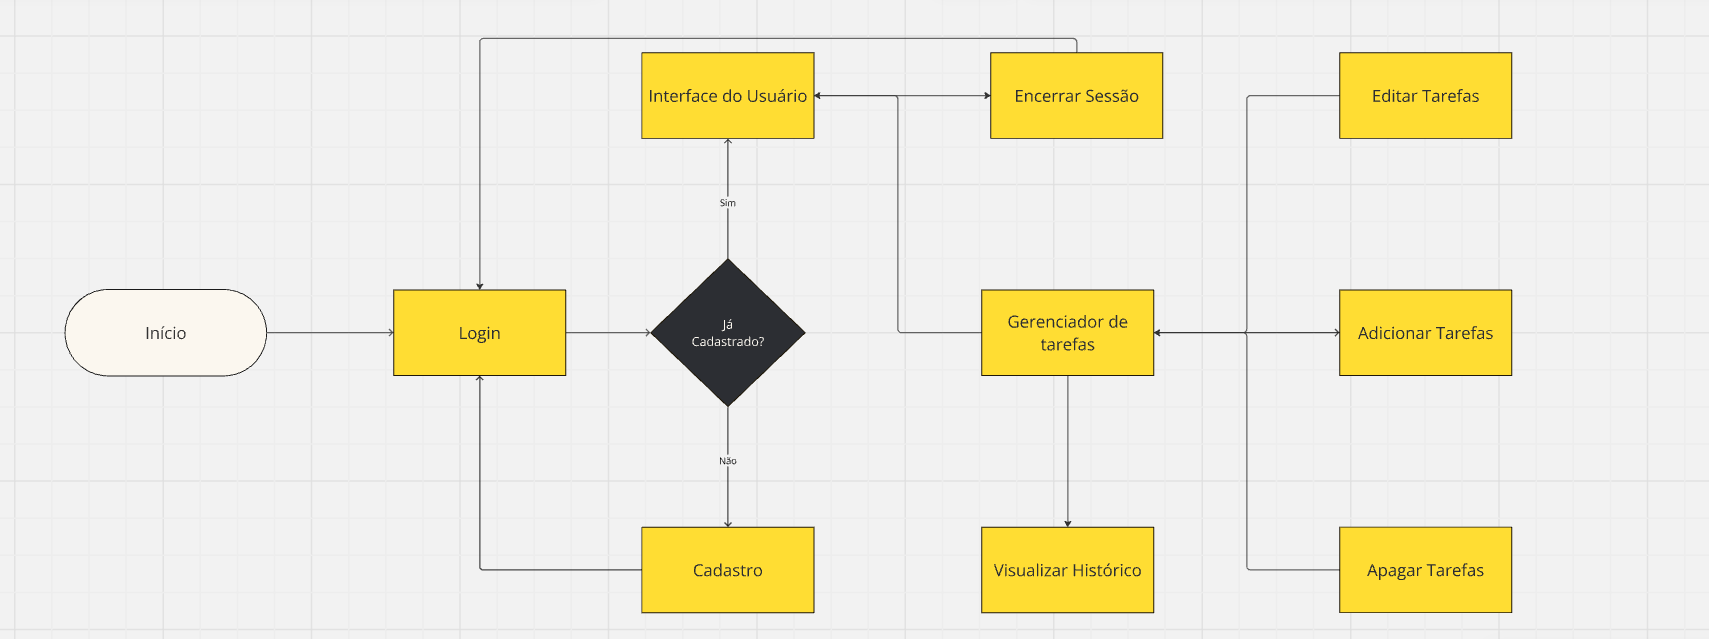 Interface do Usuário
Encerrar Sessão
Editar Tarefas
Sim
Início
Login
Já
Cadastrado?
Gerenciador de
tarefas
Adicionar Tarefas
Não
Cadastro
Visualizar Histórico
Apagar Tarefas